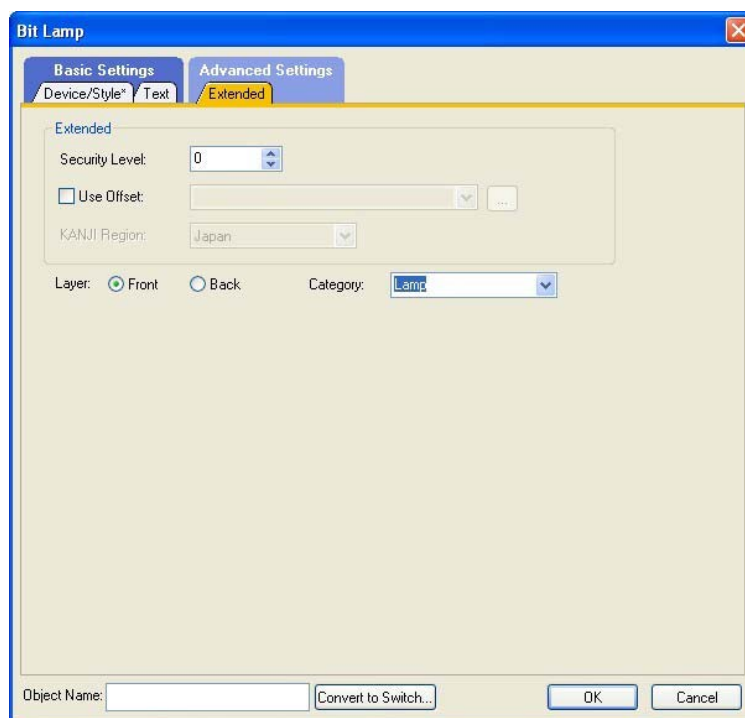 Bit Lamp
Basic Settings Advanced Settings
Device/Style* Text Extended
Extended
Security Level: 0
Use Offset: ...
KANJI Region: Japan
Layer: Front Back Category: Lamp
Object Name: Convert to Switch... OK Cancel